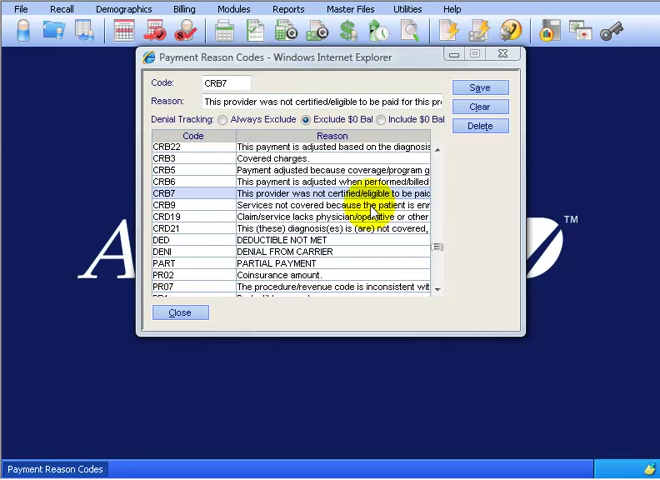 File Recall Demographics Billing Modules Reports Master Files Utilities Help
Payment Reason Codes - Windows Internet Explorer
Code: CRB7
Save
Reason: This provider was not certified/eligible to be paid for this pr
Clear
Denial Tracking: Always Exclude Exclude $0 Bal Include $0 Bal
Delete
Code Reason
CRB22 This payment is adjusted based on the diagnosis
CRB3 Covered charges.
CRB5 Payment adjusted because coverage/program g
CRB6 This payment is adjusted when performed/billed
CRB7 This provider was not certified/eligible to be paid
CRB9 Services not covered because the patient is enr
CRD19 Claim/service lacks physician/operative or other
CRD21 This (these) diagnosis(es) is (are) not covered,
DED DEDUCTIBLE NOT MET
DENI DENIAL FROM CARRIER
PART PARTIAL PAYMENT
PR02 Coinsurance amount.
PR07 The procedure/revenue code is inconsistent wit
Close
A
TM
Payment Reason Codes